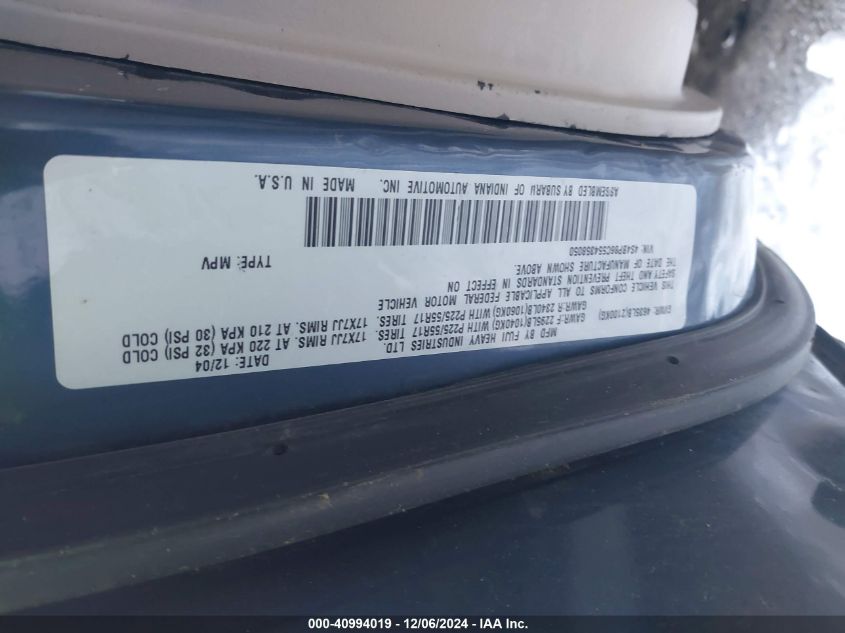 MFD BY FUJI HEAVY INDUSTRIES LTD. DATE: 12/04
GVWR: 4635LB(2100KG)
GAWR:F 2295LB(1040KG) WITH P225/55R17 TIRES. 17X7JJ RIMS. AT 220 KPA (32 PSI) COLD
GAWR:R 2340LB(1060KG) WITH P225/55R17 TIRES. 17X7JJ RIMS. AT 210 KPA (30 PSI) COLD
THIS VEHICLE CONFORMS TO ALL APPLICABLE FEDERAL MOTOR VEHICLE
SAFETY AND THEFT PREVENTION STANDARDS IN EFFECT ON
THE DATE OF MANUFACTURE SHOWN ABOVE.
VIN: 4S4BP86C554358050 TYPE: MPV
ASSEMBLED BY SUBARU OF INDIANA AUTOMOTIVE INC. MADE IN U.S.A.
000-40994019 - 12/06/2024 - IAA Inc.